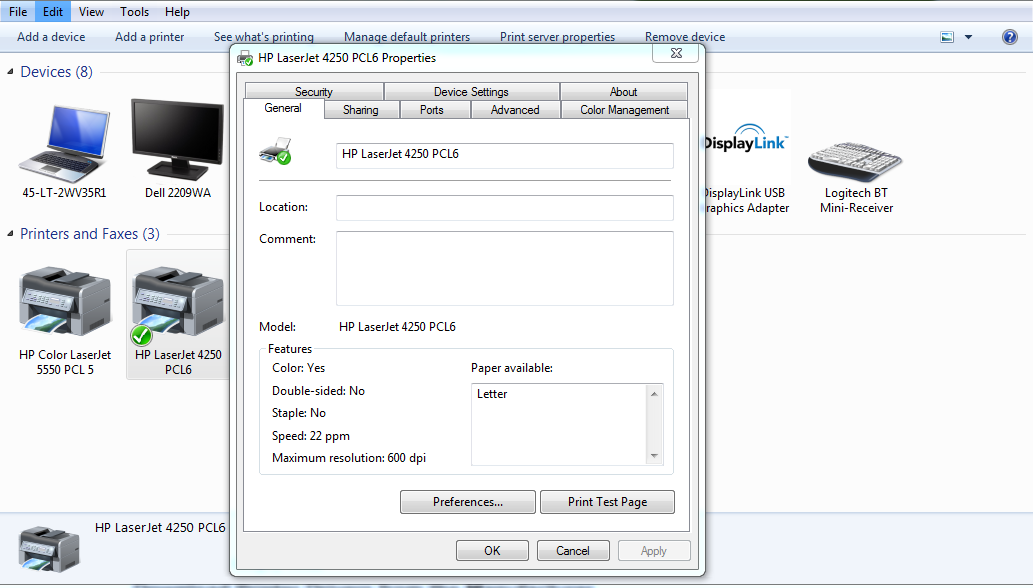 File Edit View Tools Help
Add a device Add a printer See what's printing Manage default printers Print server properties Remove device
Devices (8)
45-LT-2WV35R1
Dell 2209WA
DisplayLink
DisplayLink USB
raphics Adapter
Logitech BT
Mini-Receiver
Printers and Faxes (3)
HP Color LaserJet
5550 PCL 5
HP LaserJet 4250
PCL6
HP LaserJet 4250 PCL6 Properties
Security Device Settings About
General Sharing Ports Advanced Color Management
HP LaserJet 4250 PCL6
Location:
Comment:
Model: HP LaserJet 4250 PCL6
Features
Color: Yes
Double-sided: No
Staple: No
Speed: 22 ppm
Maximum resolution: 600 dpi
Paper available:
Letter
Preferences... Print Test Page
OK Cancel Apply
HP LaserJet 4250 PCL6